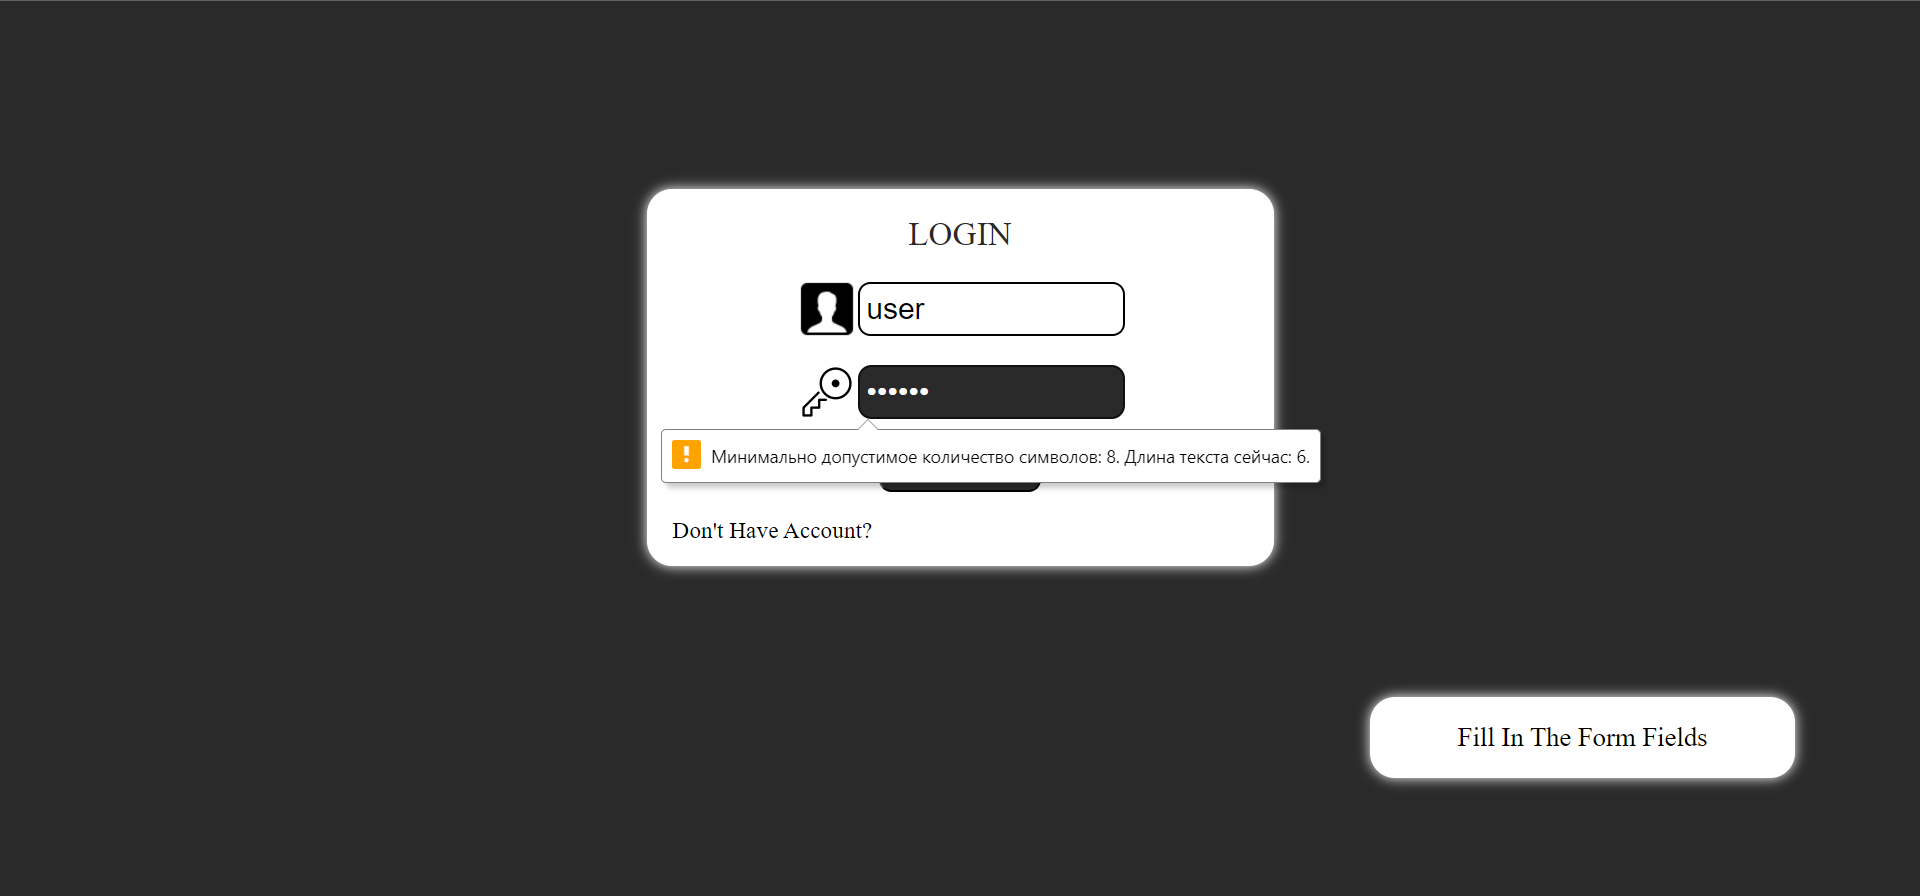 LOGIN
user
••••••
Минимально допустимое количество символов: 8. Длина текста сейчас: 6.
Don't Have Account?
Fill In The Form Fields